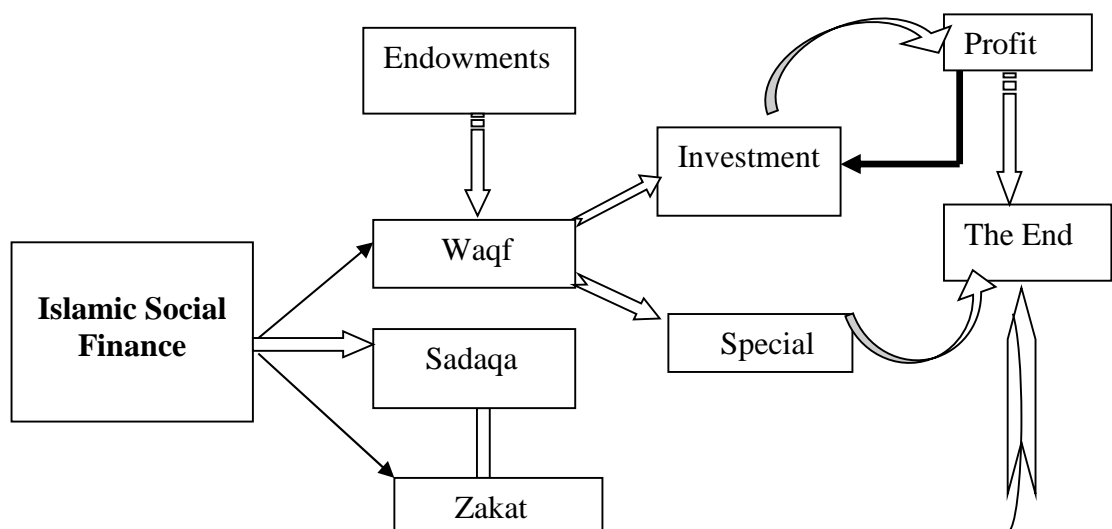 Endowments
Profit
Investment
Waqf
The End
Islamic Social
Finance
Special
Sadaqa
Zakat